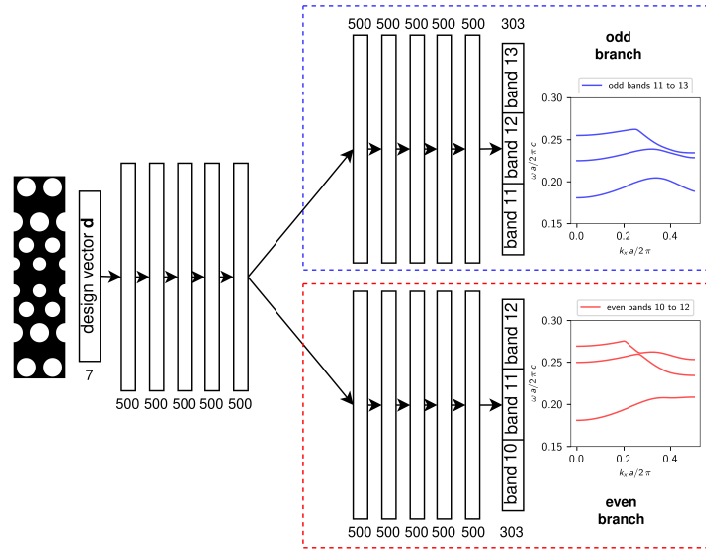 500 500 500 500 500 303
odd
branch
band 13
band 12
band 11
odd bands 11 to 13
0.30
0.25
0.20
0.15
ω a/2 π c
0.0 0.2 0.4
kₓ a/2 π
design vector d
7
500 500 500 500 500
band 12
band 11
band 10
even bands 10 to 12
0.30
0.25
0.20
0.15
ω a/2 π c
0.0 0.2 0.4
kₓ a/2 π
even
branch
500 500 500 500 500 303